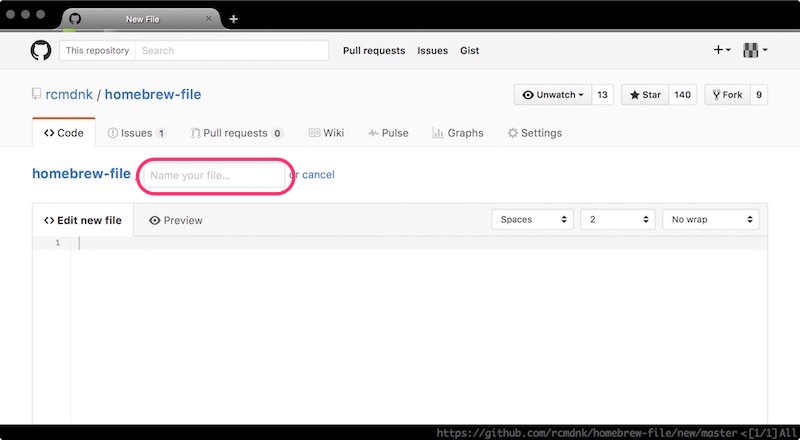 New File
This repository Search Pull requests Issues Gist
rcmdnk / homebrew-file Unwatch 13 Star 140 Fork 9
Code Issues 1 Pull requests 0 Wiki Pulse Graphs Settings
homebrew-file / Name your file... or cancel
Edit new file Preview Spaces 2 No wrap
1
https://github.com/rcmdnk/homebrew-file/new/master <[1/1]All